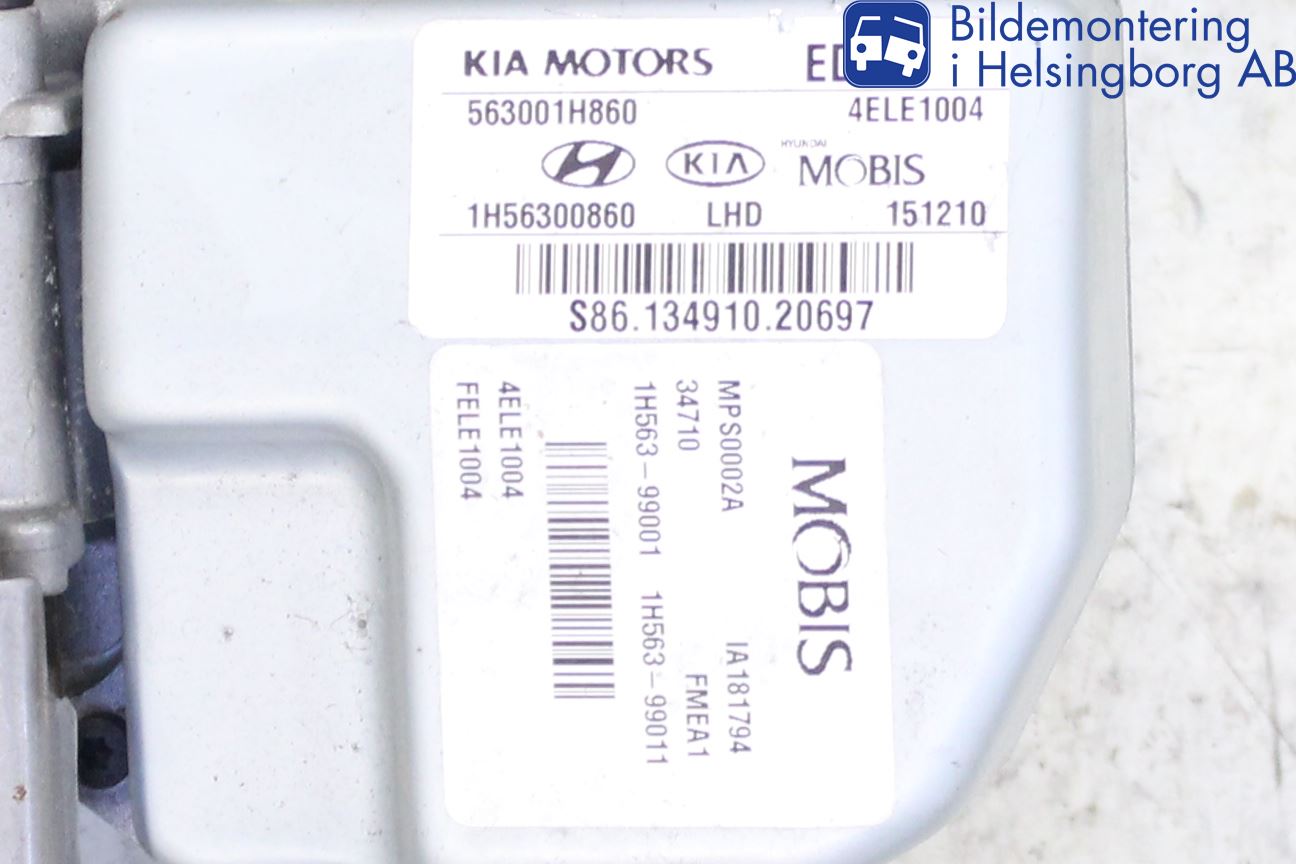 Bildemontering
i Helsingborg AB
KIA MOTORS
563001H860 4ELE1004
KIA HYUNDAI MOBIS
1H56300860 LHD 151210
S86.134910.20697
MOBIS
MPS0002A IA181794
34710 FMEA1
1H563-99001 1H563-99011
4ELE1004
FELE1004